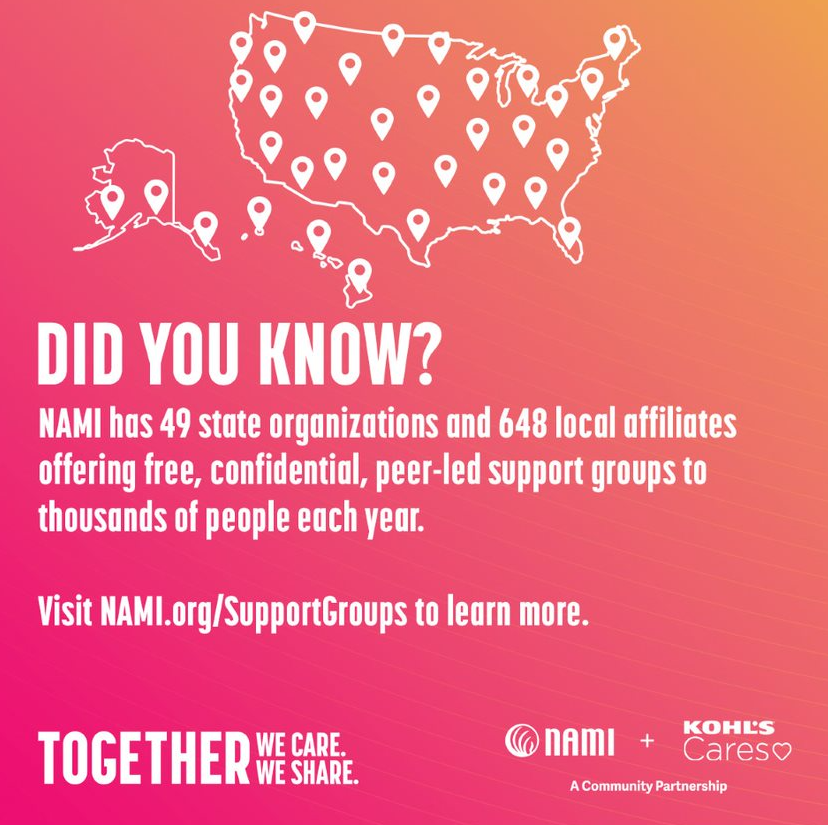 DID YOU KNOW?
NAMI has 49 state organizations and 648 local affiliates
offering free, confidential, peer-led support groups to
thousands of people each year.
Visit NAMI.org/SupportGroups to learn more.
TOGETHER WE CARE.
WE SHARE.
NAMI + KOHL'S
Cares
A Community Partnership